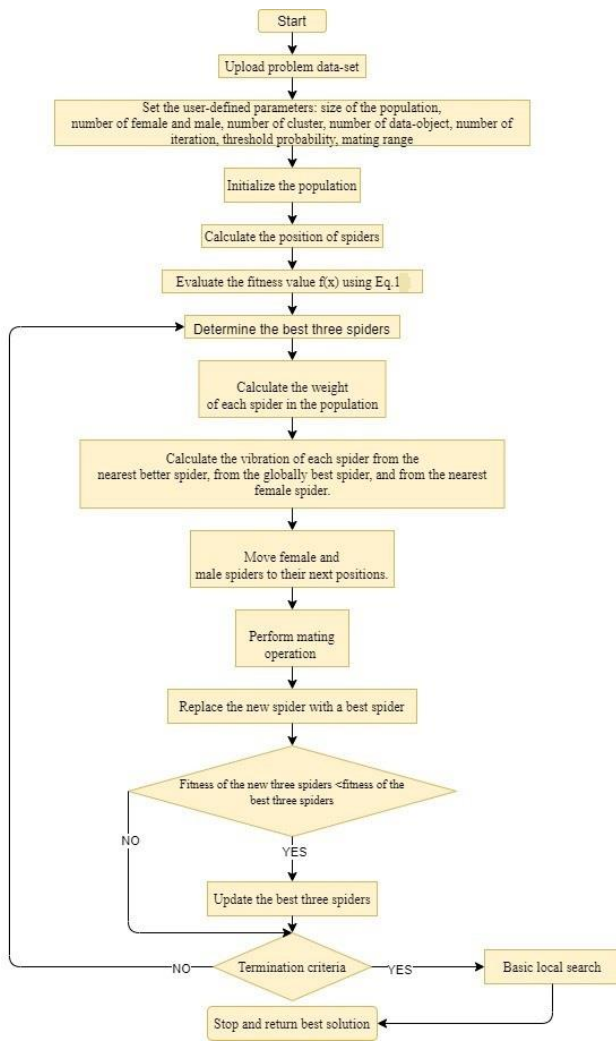 Start
Upload problem data-set
Set the user-defined parameters: size of the population,
number of female and male, number of cluster, number of data-object, number of
iteration, threshold probability, mating range
Initialize the population
Calculate the position of spiders
Evaluate the fitness value f(x) using Eq.1
Determine the best three spiders
Calculate the weight
of each spider in the population
Calculate the vibration of each spider from the
nearest better spider, from the globally best spider, and from the nearest
female spider.
Move female and
male spiders to their next positions.
Perform mating
operation
Replace the new spider with a best spider
Fitness of the new three spiders <fitness of the
best three spiders
NO
YES
Update the best three spiders
NO
Termination criteria
YES
Basic local search
Stop and return best solution